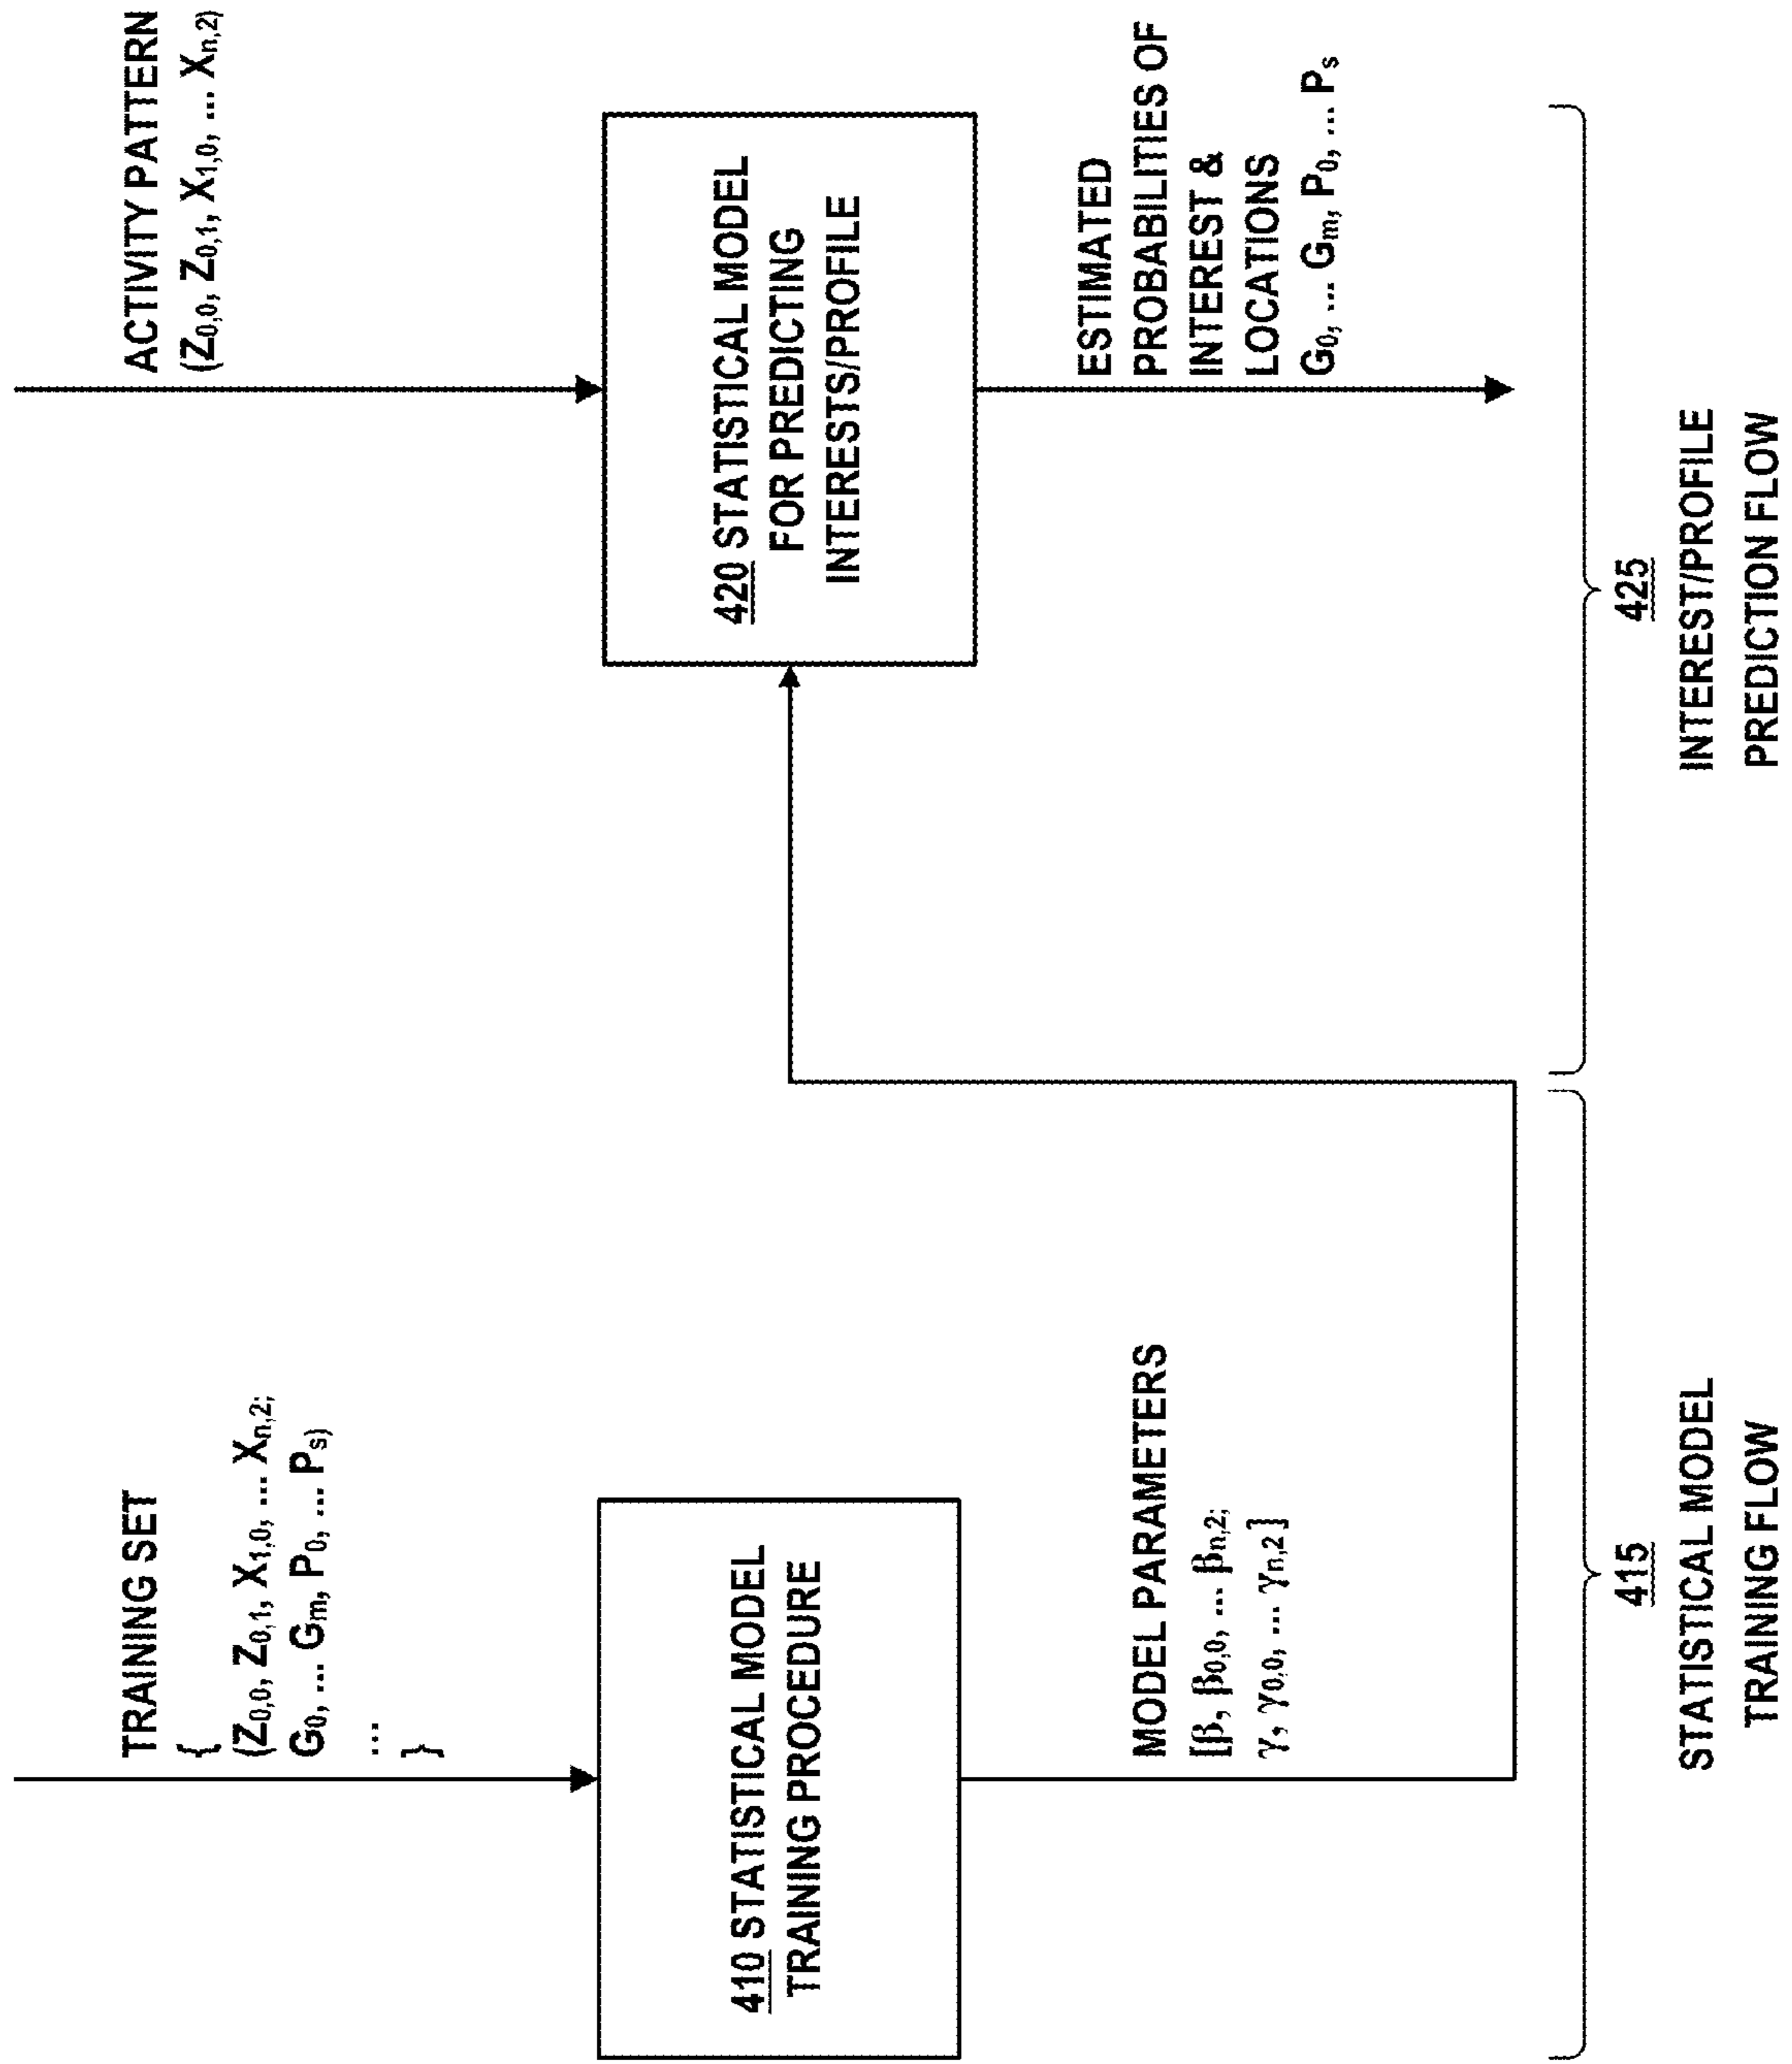 TRAINING SET
{
(Z0,0, Z0,1, X1,0, ... Xn,2;
G0, ... Gm, P0, ... Ps)
...
}
410 STATISTICAL MODEL
TRAINING PROCEDURE
MODEL PARAMETERS
[β, β0,0, ... βn,2;
γ, γ0,0, ... γn,2]
415
STATISTICAL MODEL
TRAINING FLOW
ACTIVITY PATTERN
(Z0,0, Z0,1, X1,0, ... Xn,2)
420 STATISTICAL MODEL
FOR PREDICTING
INTERESTS/PROFILE
ESTIMATED
PROBABILITIES OF
INTEREST &
LOCATIONS
G0, ... Gm, P0, ... Ps
425
INTEREST/PROFILE
PREDICTION FLOW